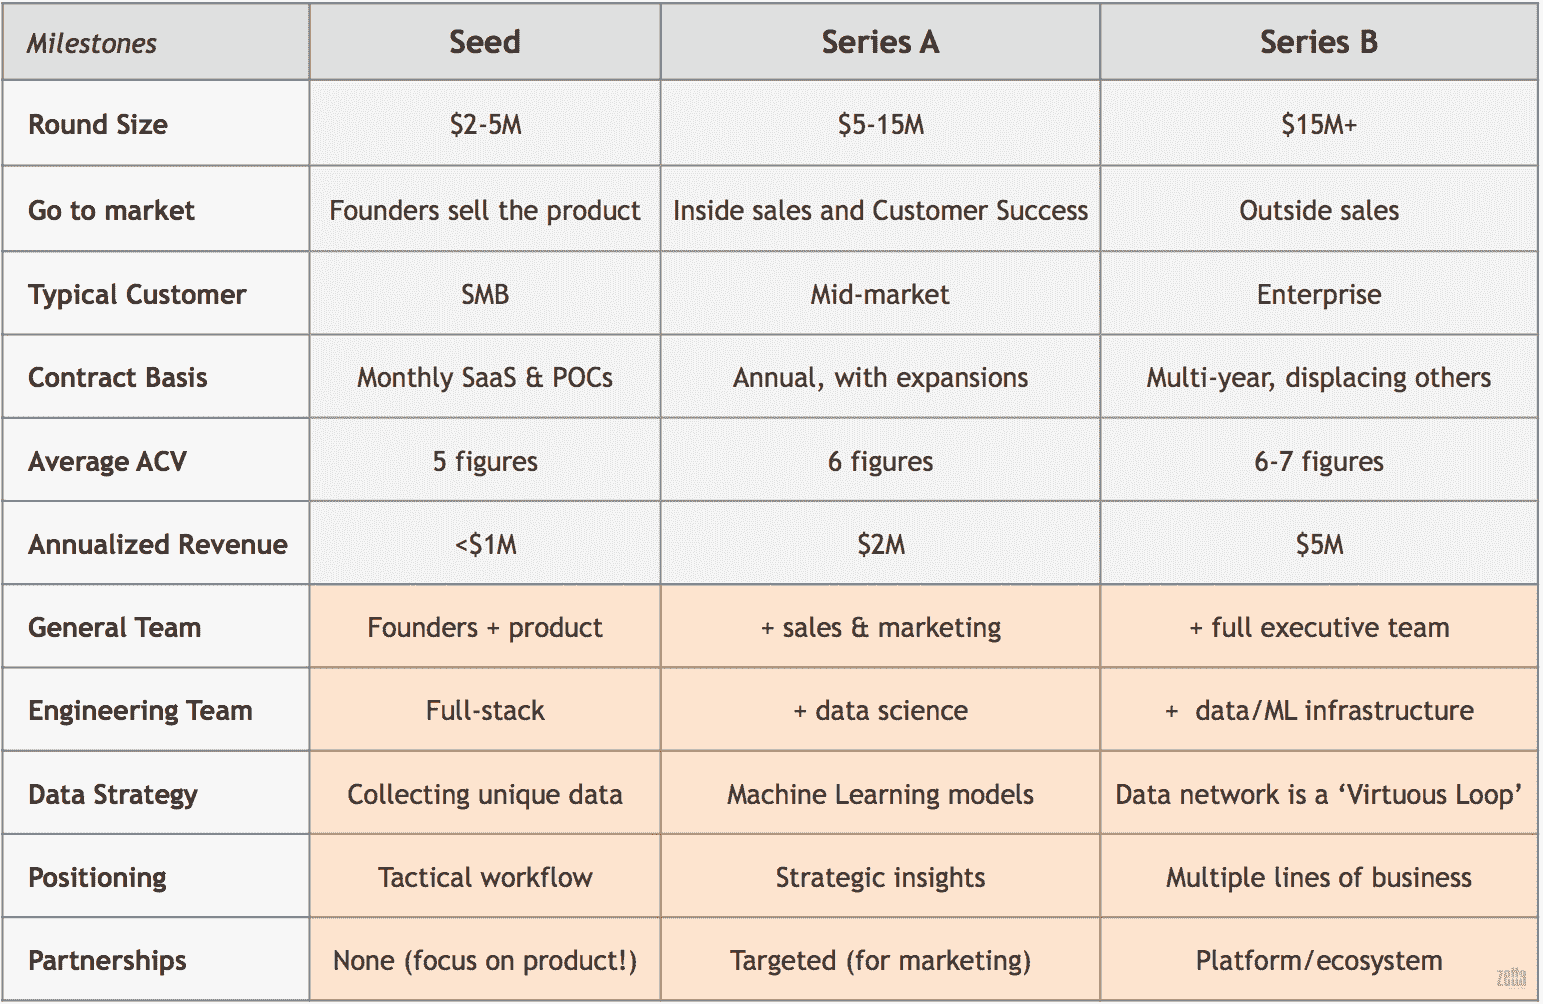 Milestones Seed Series A Series B
Round Size $2-5M $5-15M $15M+
Go to market Founders sell the product Inside sales and Customer Success Outside sales
Typical Customer SMB Mid-market Enterprise
Contract Basis Monthly SaaS & POCs Annual, with expansions Multi-year, displacing others
Average ACV 5 figures 6 figures 6-7 figures
Annualized Revenue <$1M $2M $5M
General Team Founders + product + sales & marketing + full executive team
Engineering Team Full-stack + data science + data/ML infrastructure
Data Strategy Collecting unique data Machine Learning models Data network is a ‘Virtuous Loop’
Positioning Tactical workflow Strategic insights Multiple lines of business
Partnerships None (focus on product!) Targeted (for marketing) Platform/ecosystem
zetta